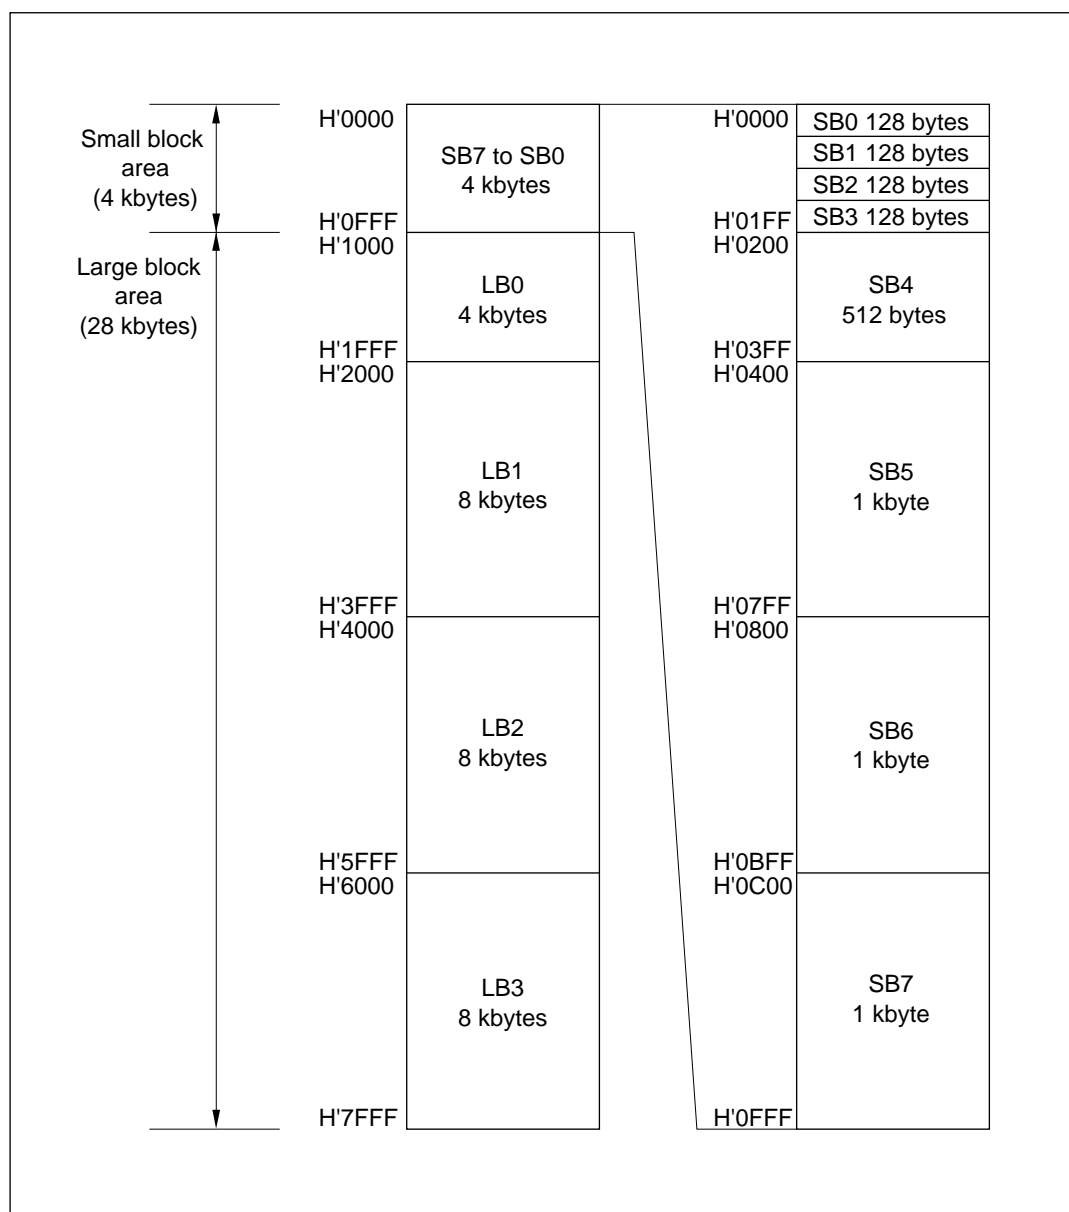 Small block
area
(4 kbytes)
Large block
area
(28 kbytes)
H'0000
SB7 to SB0
4 kbytes
H'0FFF
H'1000
LB0
4 kbytes
H'1FFF
H'2000
LB1
8 kbytes
H'3FFF
H'4000
LB2
8 kbytes
H'5FFF
H'6000
LB3
8 kbytes
H'7FFF
H'0000
SB0 128 bytes
SB1 128 bytes
SB2 128 bytes
SB3 128 bytes
H'01FF
H'0200
SB4
512 bytes
H'03FF
H'0400
SB5
1 kbyte
H'07FF
H'0800
SB6
1 kbyte
H'0BFF
H'0C00
SB7
1 kbyte
H'0FFF